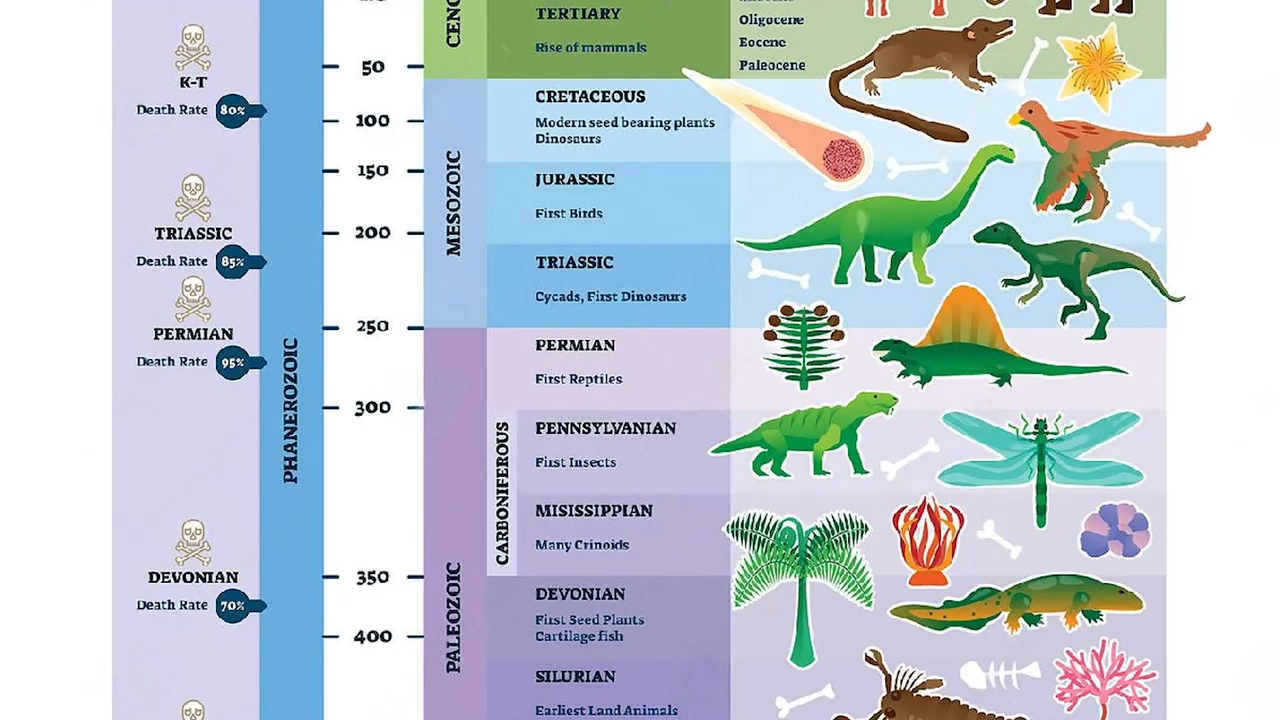 TERTIARY
Rise of mammals
Oligocene
Eocene
Paleocene
CENO
K-T
Death Rate 80%
TRIASSIC
Death Rate 85%
PERMIAN
Death Rate 95%
DEVONIAN
Death Rate 70%
PHANEROZOIC
50
100
150
200
250
300
350
400
MESOZOIC
CRETACEOUS
Modern seed bearing plants
Dinosaurs
JURASSIC
First Birds
TRIASSIC
Cycads, First Dinosaurs
PALEOZOIC
PERMIAN
First Reptiles
CARBONIFEROUS
PENNSYLVANIAN
First Insects
MISISSIPPIAN
Many Crinoids
DEVONIAN
First Seed Plants
Cartilage fish
SILURIAN
Earliest Land Animals